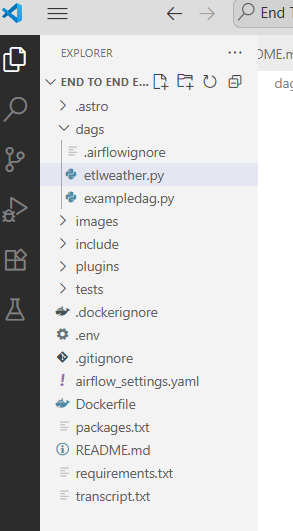 End T
EXPLORER
DME.m
END TO END E...
dag
.astro
dags
.airflowignore
etlweather.py
exampledag.py
images
include
plugins
tests
.dockerignore
.env
.gitignore
airflow_settings.yaml
Dockerfile
packages.txt
README.md
requirements.txt
transcript.txt